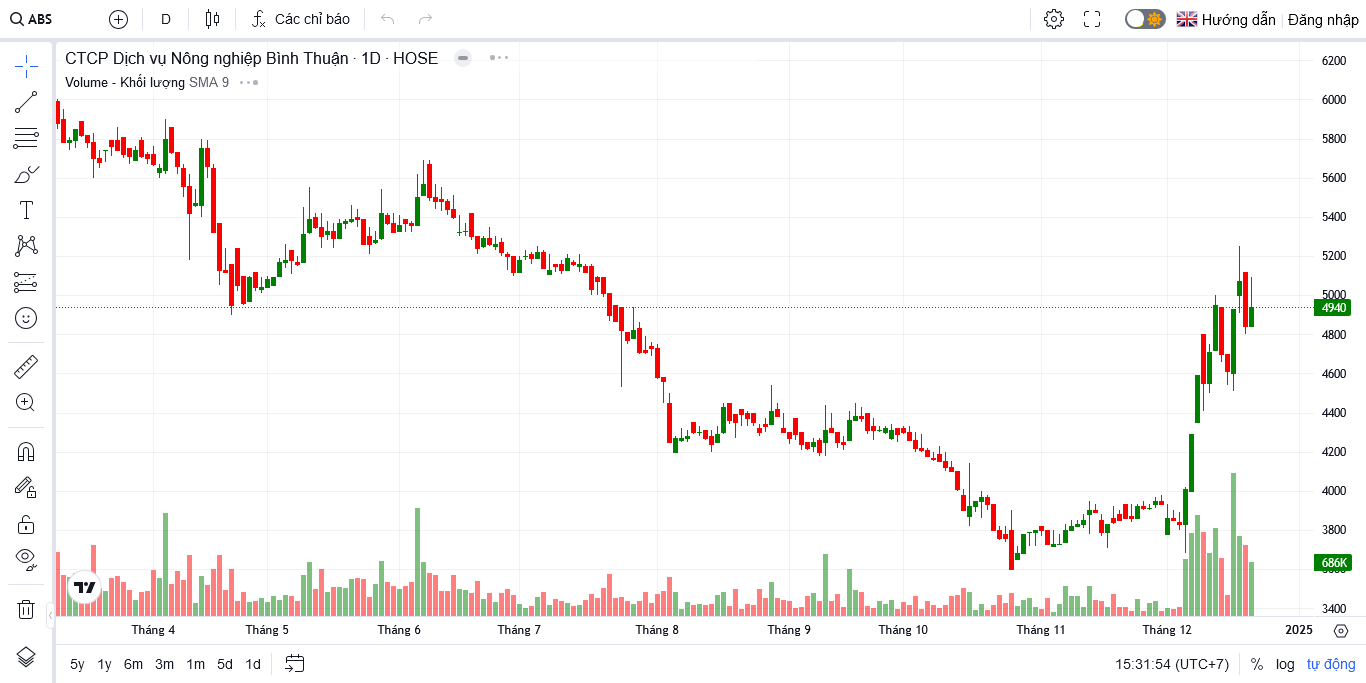 ABS D Các chỉ báo Hướng dẫn Đăng nhập
CTCP Dịch vụ Nông nghiệp Bình Thuận · 1D · HOSE
Volume - Khối lượng SMA 9
6200
6000
5800
5600
5400
5200
5000
4940
4800
4600
4400
4200
4000
3800
686K
3400
Tháng 4 Tháng 5 Tháng 6 Tháng 7 Tháng 8 Tháng 9 Tháng 10 Tháng 11 Tháng 12 2025
5y 1y 6m 3m 1m 5d 1d 15:31:54 (UTC+7) % log tự động